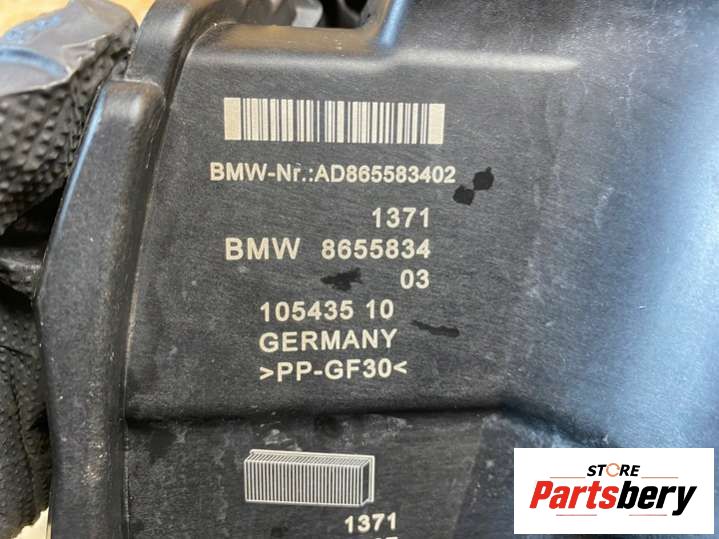 BMW-Nr.:AD865583402
1371
BMW 8655834
03
105435 10
GERMANY
>PP-GF30<
1371
STORE
Partsbery